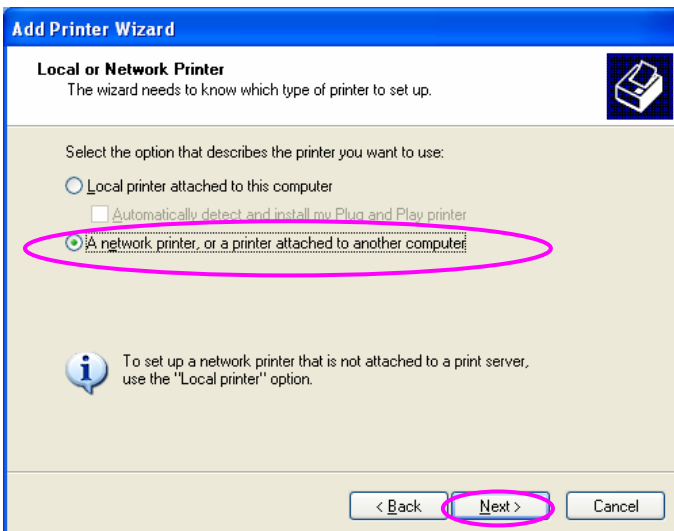 Add Printer Wizard
Local or Network Printer
The wizard needs to know which type of printer to set up.
Select the option that describes the printer you want to use:
Local printer attached to this computer
Automatically detect and install my Plug and Play printer
A network printer, or a printer attached to another computer
To set up a network printer that is not attached to a print server,
use the "Local printer" option.
< Back Next > Cancel